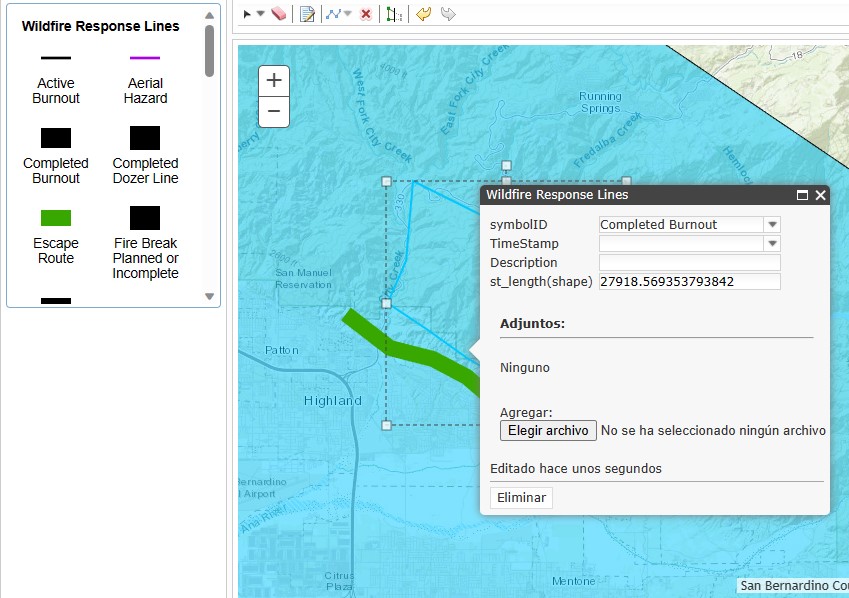 Wildfire Response Lines
Active
Burnout
Aerial
Hazard
Completed
Burnout
Completed
Dozer Line
Escape
Route
Fire Break
Planned or
Incomplete
+
−
18
4000 ft
West Fork City Creek
East Fork City Creek
Running
Springs
Fredalba Creek
330
City Creek
San Manuel
Reservation
Patton
Highland
Bernardino
l Airport
Ana River
Citrus
Plaza
Mentone
San Bernardino Cou
Wildfire Response Lines
symbolID Completed Burnout
TimeStamp
Description
st_length(shape) 27918.569353793842
Adjuntos:
Ninguno
Agregar:
Elegir archivo No se ha seleccionado ningún archivo
Editado hace unos segundos
Eliminar